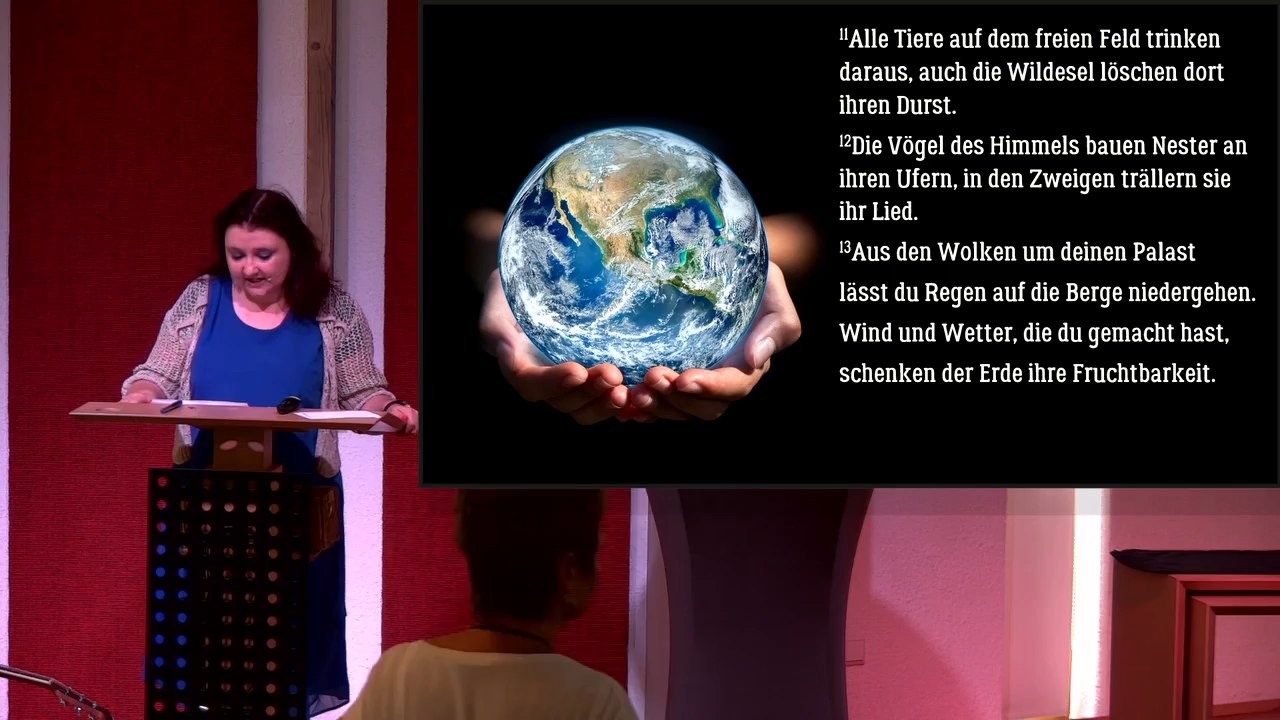 ¹¹Alle Tiere auf dem freien Feld trinken
daraus, auch die Wildesel löschen dort
ihren Durst.
¹²Die Vögel des Himmels bauen Nester an
ihren Ufern, in den Zweigen trällern sie
ihr Lied.
¹³Aus den Wolken um deinen Palast
lässt du Regen auf die Berge niedergehen.
Wind und Wetter, die du gemacht hast,
schenken der Erde ihre Fruchtbarkeit.